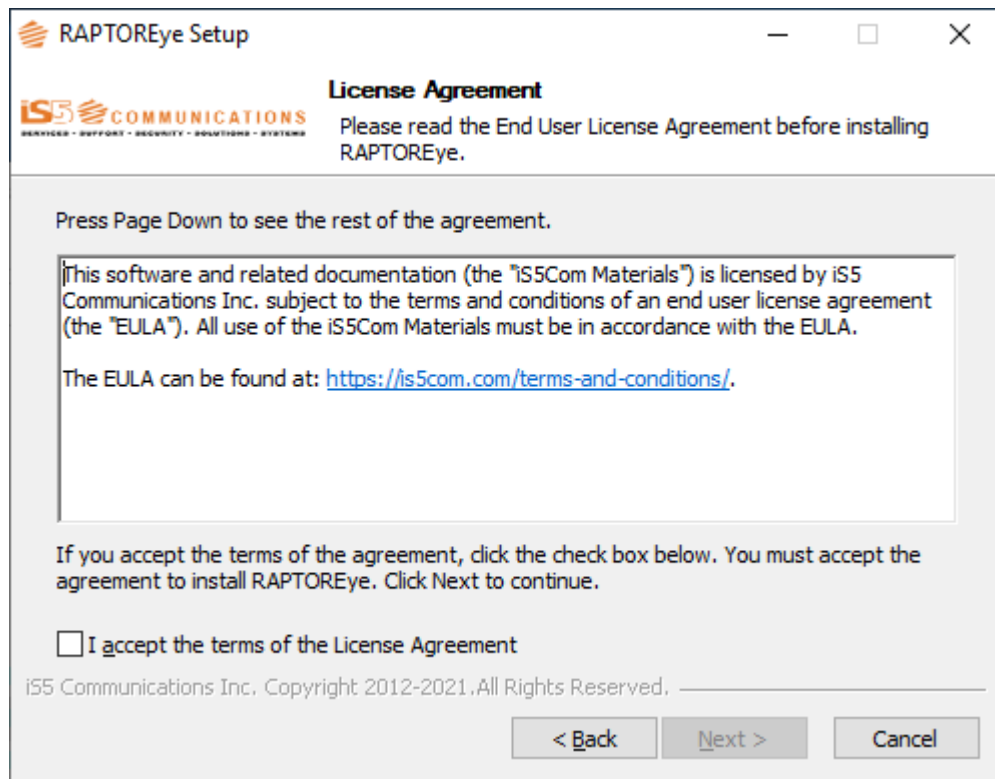 RAPTOREye Setup
iS5 COMMUNICATIONS
SERVICES - SUPPORT - SECURITY - SOLUTIONS - SYSTEMS
License Agreement
Please read the End User License Agreement before installing
RAPTOREye.
Press Page Down to see the rest of the agreement.
This software and related documentation (the "iS5Com Materials") is licensed by iS5
Communications Inc. subject to the terms and conditions of an end user license agreement
(the "EULA"). All use of the iS5Com Materials must be in accordance with the EULA.
The EULA can be found at: https://is5com.com/terms-and-conditions/.
If you accept the terms of the agreement, click the check box below. You must accept the
agreement to install RAPTOREye. Click Next to continue.
I accept the terms of the License Agreement
iS5 Communications Inc. Copyright 2012-2021.All Rights Reserved.
< Back
Next >
Cancel